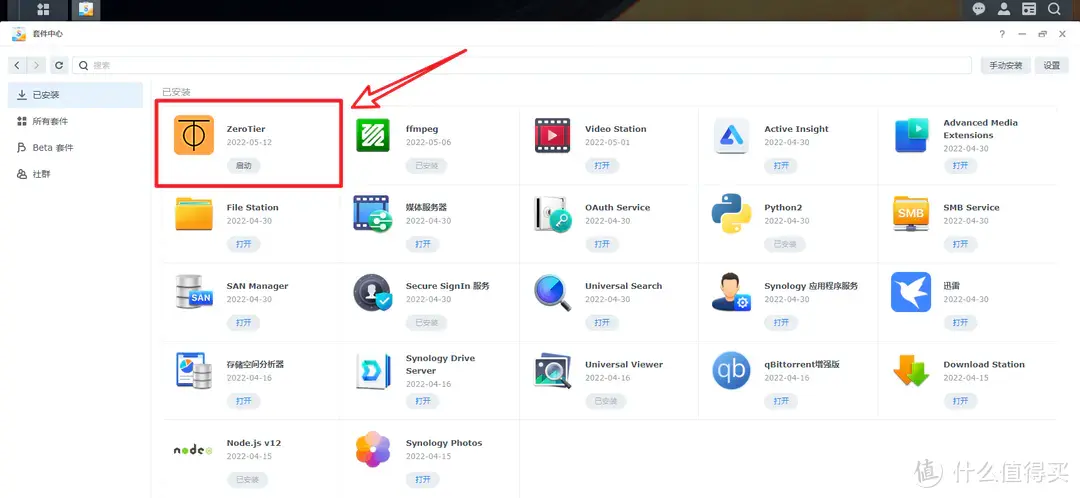 套件中心
搜索
手动安装
设置
已安装
所有套件
Beta 套件
社群
已安装
ZeroTier
2022-05-12
启动
ffmpeg
2022-05-06
已安装
Video Station
2022-05-01
打开
Active Insight
2022-04-30
打开
Advanced Media
Extensions
2022-04-30
打开
File Station
2022-04-30
打开
媒体服务器
2022-04-30
打开
OAuth Service
2022-04-30
打开
Python2
2022-04-30
已安装
SMB
SMB Service
2022-04-30
打开
SAN
SAN Manager
2022-04-30
打开
Secure SignIn 服务
2022-04-30
已安装
Universal Search
2022-04-30
打开
Synology 应用程序服务
2022-04-30
打开
迅雷
2022-04-30
打开
存储空间分析器
2022-04-16
打开
Synology Drive
Server
2022-04-16
打开
Universal Viewer
2022-04-16
已安装
qb
qBittorrent增强版
2022-04-16
打开
Download Station
2022-04-15
打开
node
Node.js v12
2022-04-15
已安装
Synology Photos
2022-04-15
打开
值 什么值得买